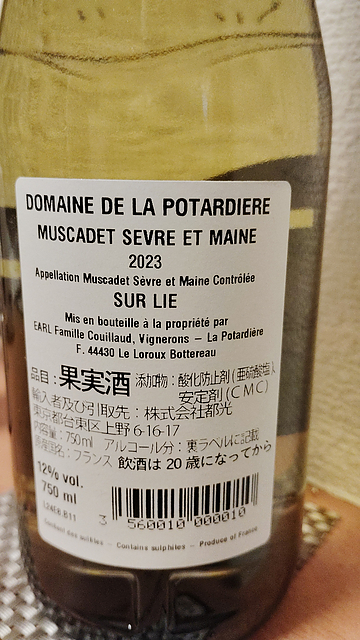 DOMAINE DE LA POTARDIERE
MUSCADET SEVRE ET MAINE
2023
Appellation Muscadet Sèvre et Maine Contrôlée
SUR LIE
Mis en bouteille à la propriété par
EARL Famille Couillaud, Vignerons – La Potardière
F. 44430 Le Loroux Bottereau
品目：果実酒 添加物：酸化防止剤(亜硫酸塩)、
安定剤(CMC)
輸入者及び引取先：株式会社都光
東京都台東区上野6-16-17
内容量：750ml アルコール分：裏ラベルに記載
原産国名：フランス 飲酒は20歳になってから
12% vol.
750 ml
3 560010 000010
Contient des sulfites - Contains sulphites - Produce of France